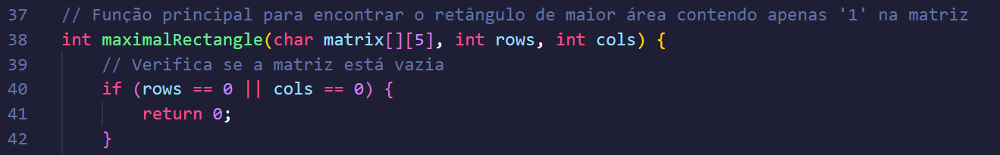 37 // Função principal para encontrar o retângulo de maior área contendo apenas '1' na matriz
38 int maximalRectangle(char matrix[][5], int rows, int cols) {
39     // Verifica se a matriz está vazia
40     if (rows == 0 || cols == 0) {
41         return 0;
42     }